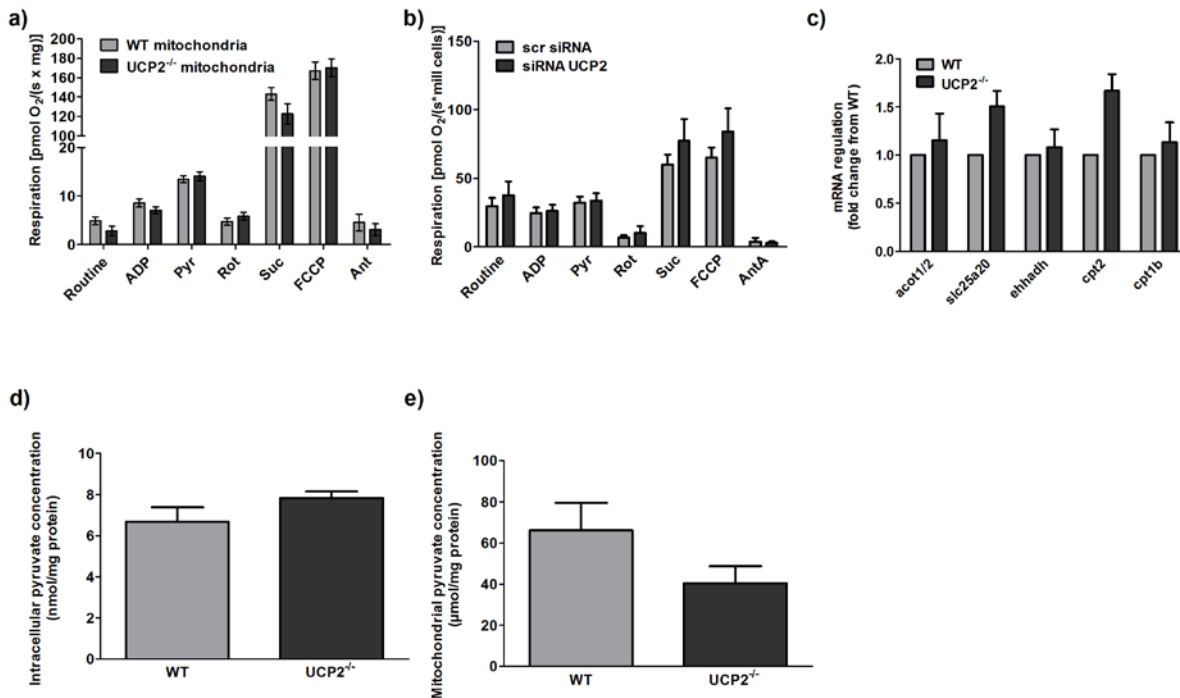 a)
Respiration [pmol O2/(s x mg)]
WT mitochondria
UCP2-/- mitochondria
200
180
160
140
120
100
20
10
0
Routine
ADP
Pyr
Rot
Suc
FCCP
Ant
b)
Respiration [pmol O2/(s*mill cells)]
scr siRNA
siRNA UCP2
150
100
50
0
Routine
ADP
Pyr
Rot
Suc
FCCP
AntA
c)
mRNA regulation
(fold change from WT)
WT
UCP2-/-
2.0
1.5
1.0
0.5
0.0
acot1/2
slc25a20
ehhadh
cpt2
cpt1b
d)
Intracellular pyruvate concentration
(nmol/mg protein)
10
8
6
4
2
0
WT
UCP2-/-
e)
Mitochondrial pyruvate concentration
(µmol/mg protein)
100
80
60
40
20
0
WT
UCP2-/-